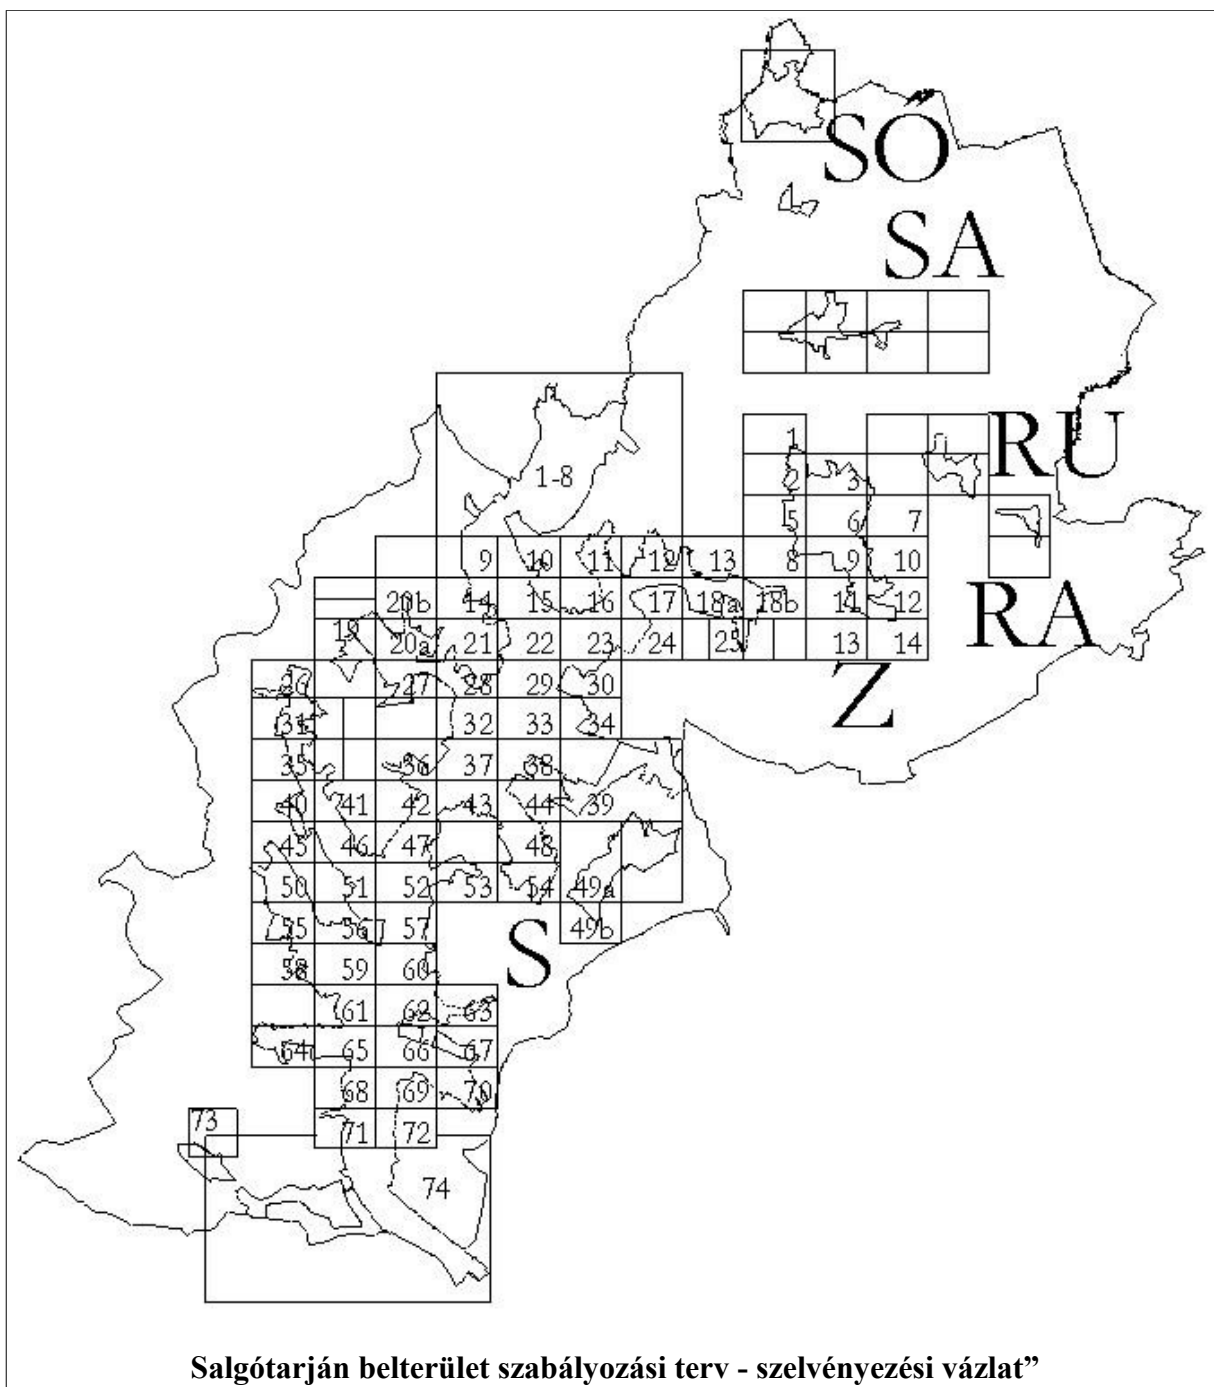 SO
SA
RU
1
2 3
1-8
5 6 7
9 10 11 12 13 8 9 10
20b 14 15 16 17 18a 18b 11 12
RA
19 20a 21 22 23 24 25 13 14
Z
26 27 28 29 30
31 32 33 34
35 36 37 38
40 41 42 43 44 39
45 46 47 48
50 51 52 53 54 49a
55 56 57 49b
S
58 59 60
61 62 63
64 65 66 67
68 69 70
73 71 72
74
Salgótarján belterület szabályozási terv - szelvényezési vázlat”